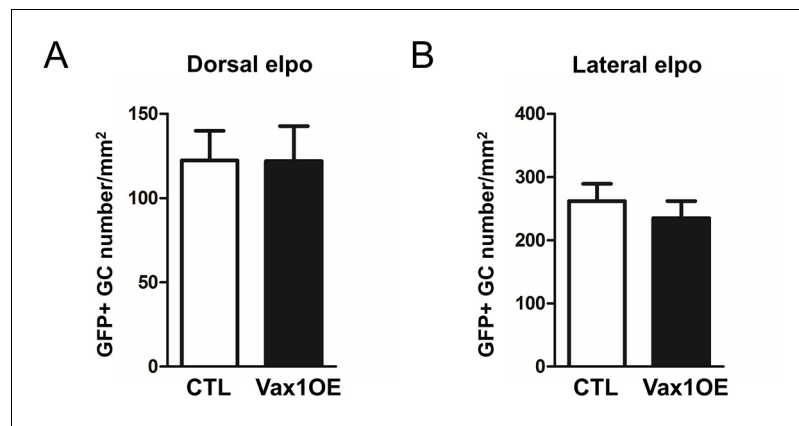 A
Dorsal elpo
GFP+ GC number/mm²
150
100
50
0
CTL
Vax1OE
B
Lateral elpo
GFP+ GC number/mm²
400
300
200
100
0
CTL
Vax1OE